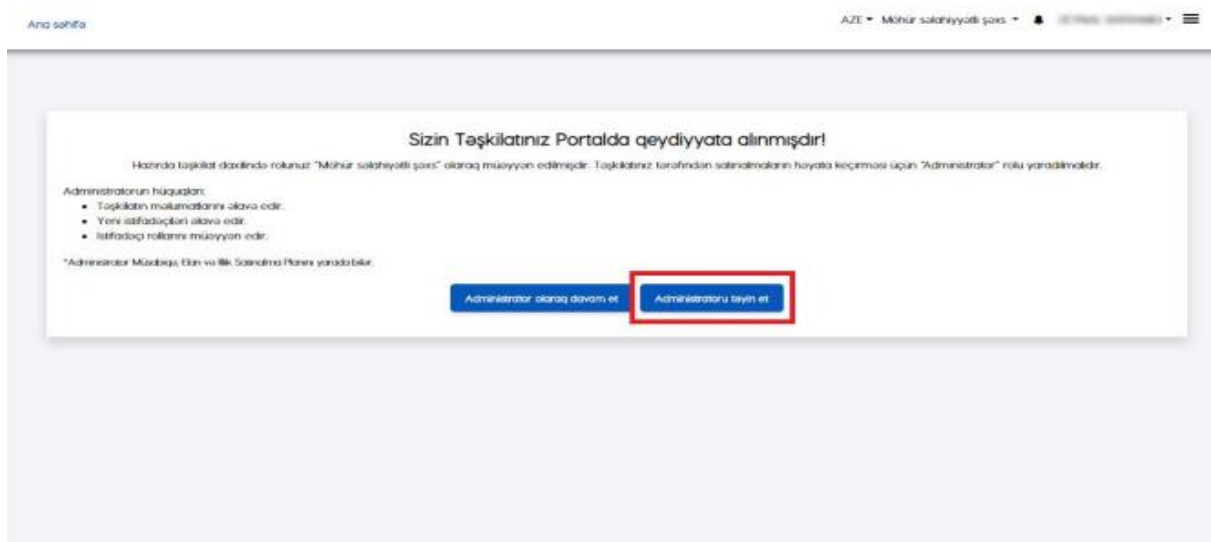 Ana səhifə
AZE Möhür səlahiyyətli şəxs
Sizin Təşkilatınız Portalda qeydiyyata alınmışdır!
Hazırda təşkilat daxilində rolunuz "Möhür səlahiyyətli şəxs" olaraq müəyyən edilmişdir. Təşkilatınız tərəfindən satınalmaların həyata keçirməsi üçün "Administrator" rolu yaradılmalıdır.
Administratorun hüquqları:
• Təşkilatın məlumatlarını əlavə edir.
• Yeni istifadəçiləri əlavə edir.
• İstifadəçi rollarını müəyyən edir.
*Administrator Müsabiqə, Elan və İllik Satınalma Planını yarada bilər.
Administrator olaraq davam et
Administratoru təyin et